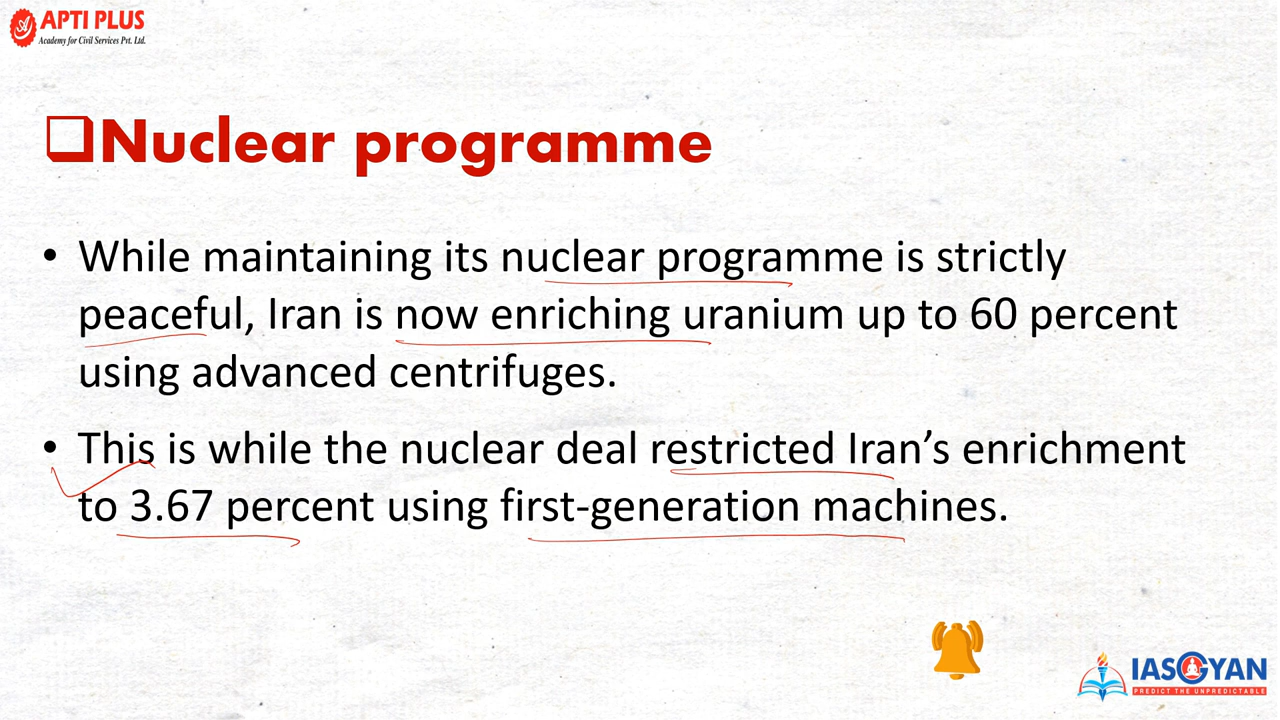 APTI PLUS
Academy for Civil Services Pvt. Ltd.
Nuclear programme
• While maintaining its nuclear programme is strictly
peaceful, Iran is now enriching uranium up to 60 percent
using advanced centrifuges.
• This is while the nuclear deal restricted Iran’s enrichment
to 3.67 percent using first-generation machines.
IASGYAN
PREDICT THE UNPREDICTABLE